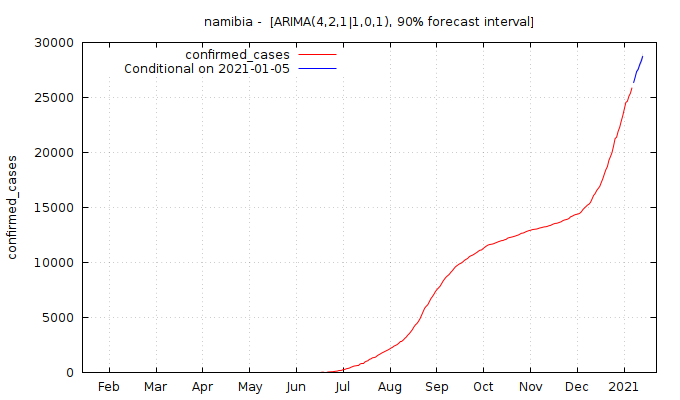 namibia - [ARIMA(4,2,1|1,0,1), 90% forecast interval]
confirmed_cases
Conditional on 2021-01-05
30000
25000
20000
15000
10000
5000
0
confirmed_cases
Feb Mar Apr May Jun Jul Aug Sep Oct Nov Dec 2021